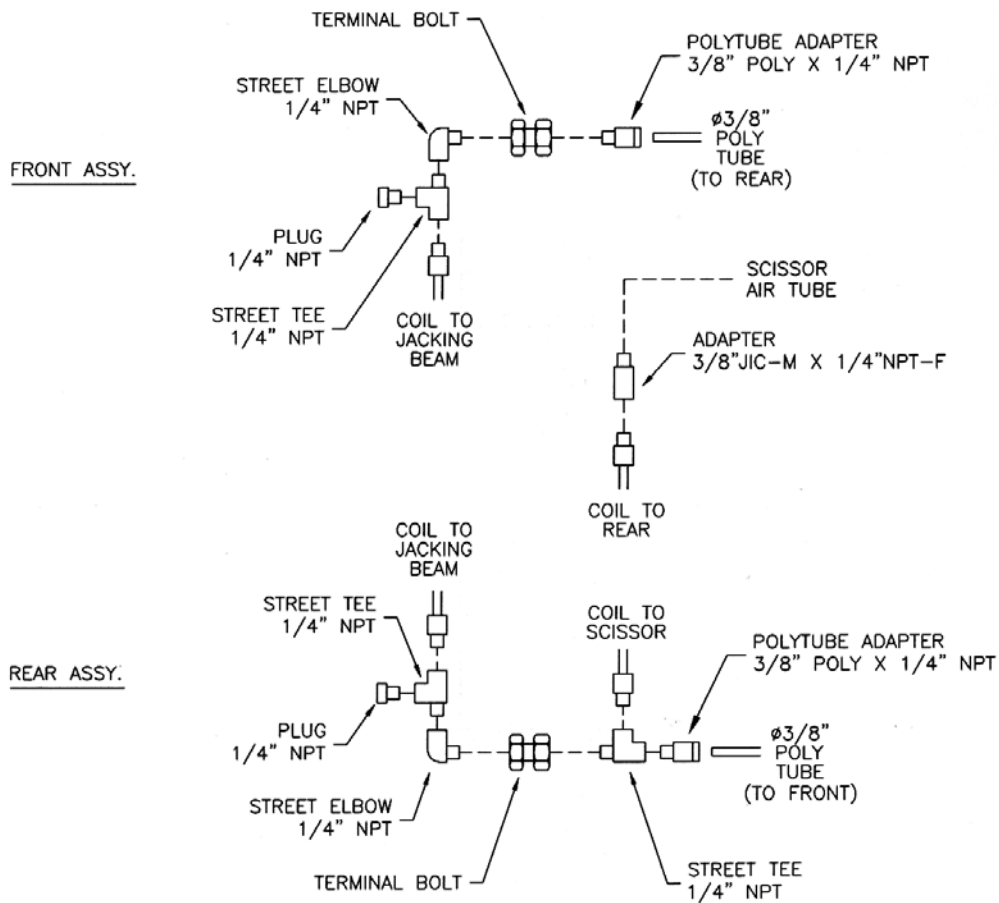 TERMINAL BOLT
POLYTUBE ADAPTER
3/8" POLY X 1/4" NPT
STREET ELBOW
1/4" NPT
ø3/8"
POLY
TUBE
(TO REAR)
FRONT ASSY.
PLUG
1/4" NPT
STREET TEE
1/4" NPT
COIL TO
JACKING
BEAM
SCISSOR
AIR TUBE
ADAPTER
3/8"JIC-M X 1/4"NPT-F
COIL TO
REAR
COIL TO
JACKING
BEAM
STREET TEE
1/4" NPT
COIL TO
SCISSOR
POLYTUBE ADAPTER
3/8" POLY X 1/4" NPT
REAR ASSY.
PLUG
1/4" NPT
ø3/8"
POLY
TUBE
(TO FRONT)
STREET ELBOW
1/4" NPT
TERMINAL BOLT
STREET TEE
1/4" NPT